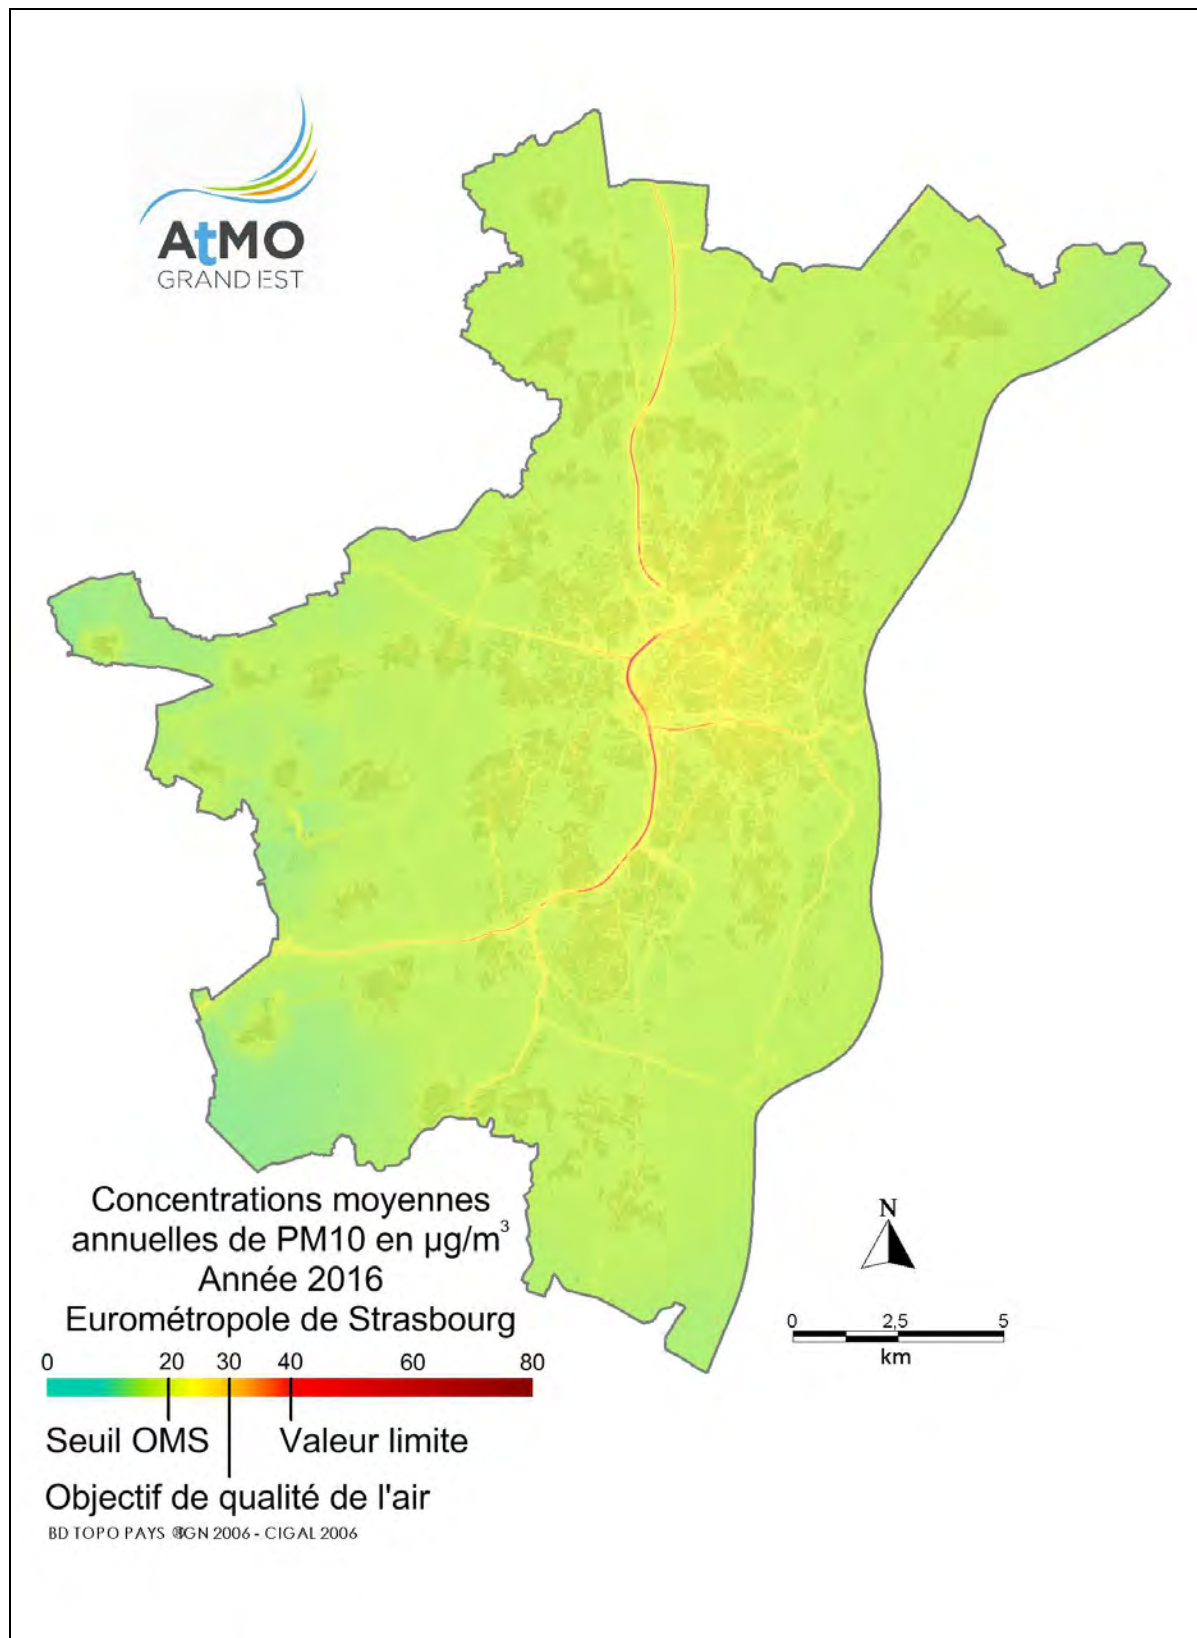 AtMO
GRAND EST
Concentrations moyennes
annuelles de PM10 en µg/m³
Année 2016
Eurométropole de Strasbourg
0 20 30 40 60 80
Seuil OMS Valeur limite
Objectif de qualité de l'air
BD TOPO PAYS ®IGN 2006 - CIGAL 2006
N
0 2,5 5
km